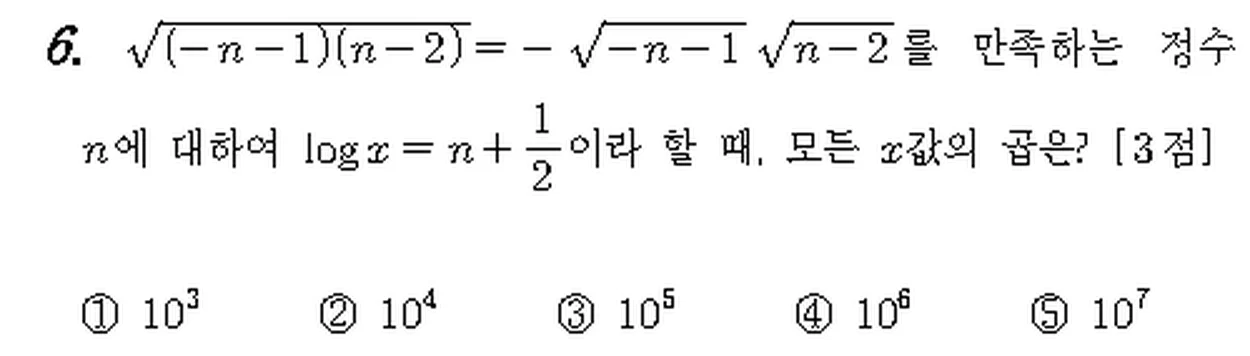 6. √(-n-1)(n-2) = - √-n-1 √n-2 를 만족하는 정수
n에 대하여 log x = n + 1/2 이라 할 때, 모든 x값의 곱은? [3점]
① 10³ ② 10⁴ ③ 10⁵ ④ 10⁶ ⑤ 10⁷